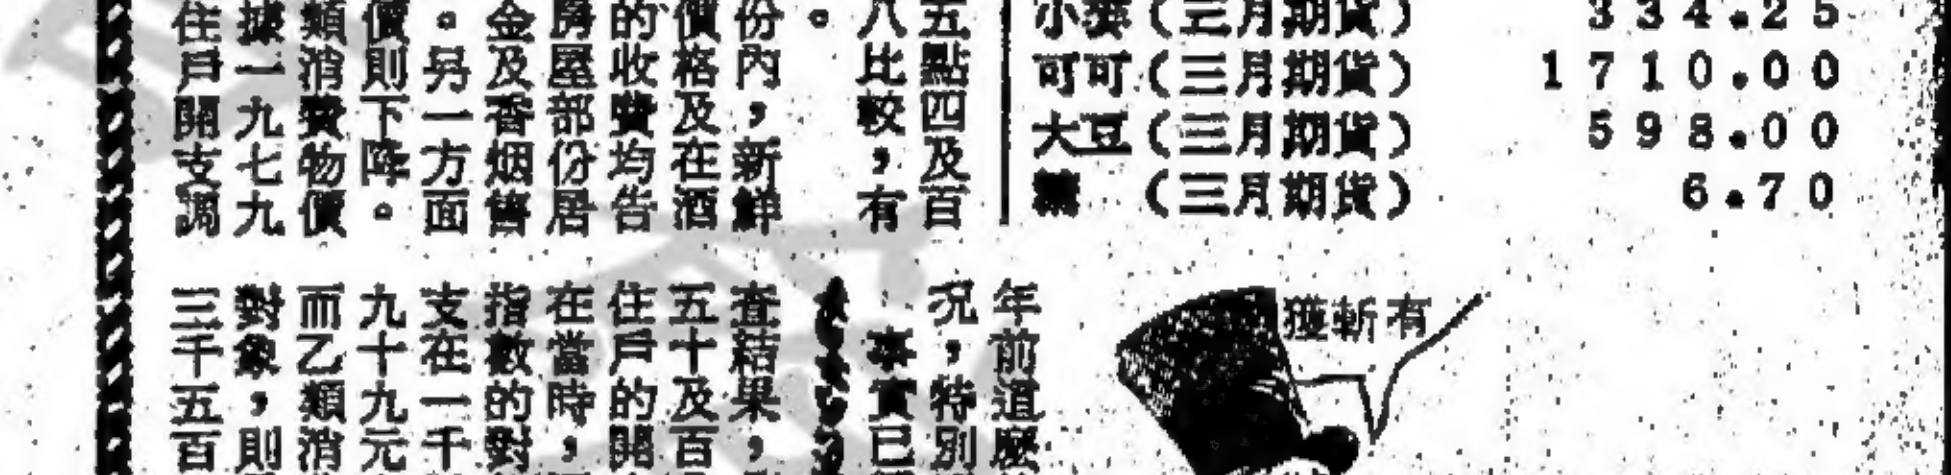 小麥(三月期貨) 334.25
可可(三月期貨) 1710.00
大豆(三月期貨) 598.00
(三月期貨) 6.70
五點四及百
八比較，有
。
份內，新鮮
價格及在酒
的收費均告
房屋部份居
金及香烟售
。另一方面
價則下降。
類消費物價
據一九七九
住戶開支調
有斬獲
年前道
況，特別
事實已
查結果，
五十及百
住戶的開
在當時，
指數的對
支在一千
九十九元
而乙類消
對象，則
三千五百